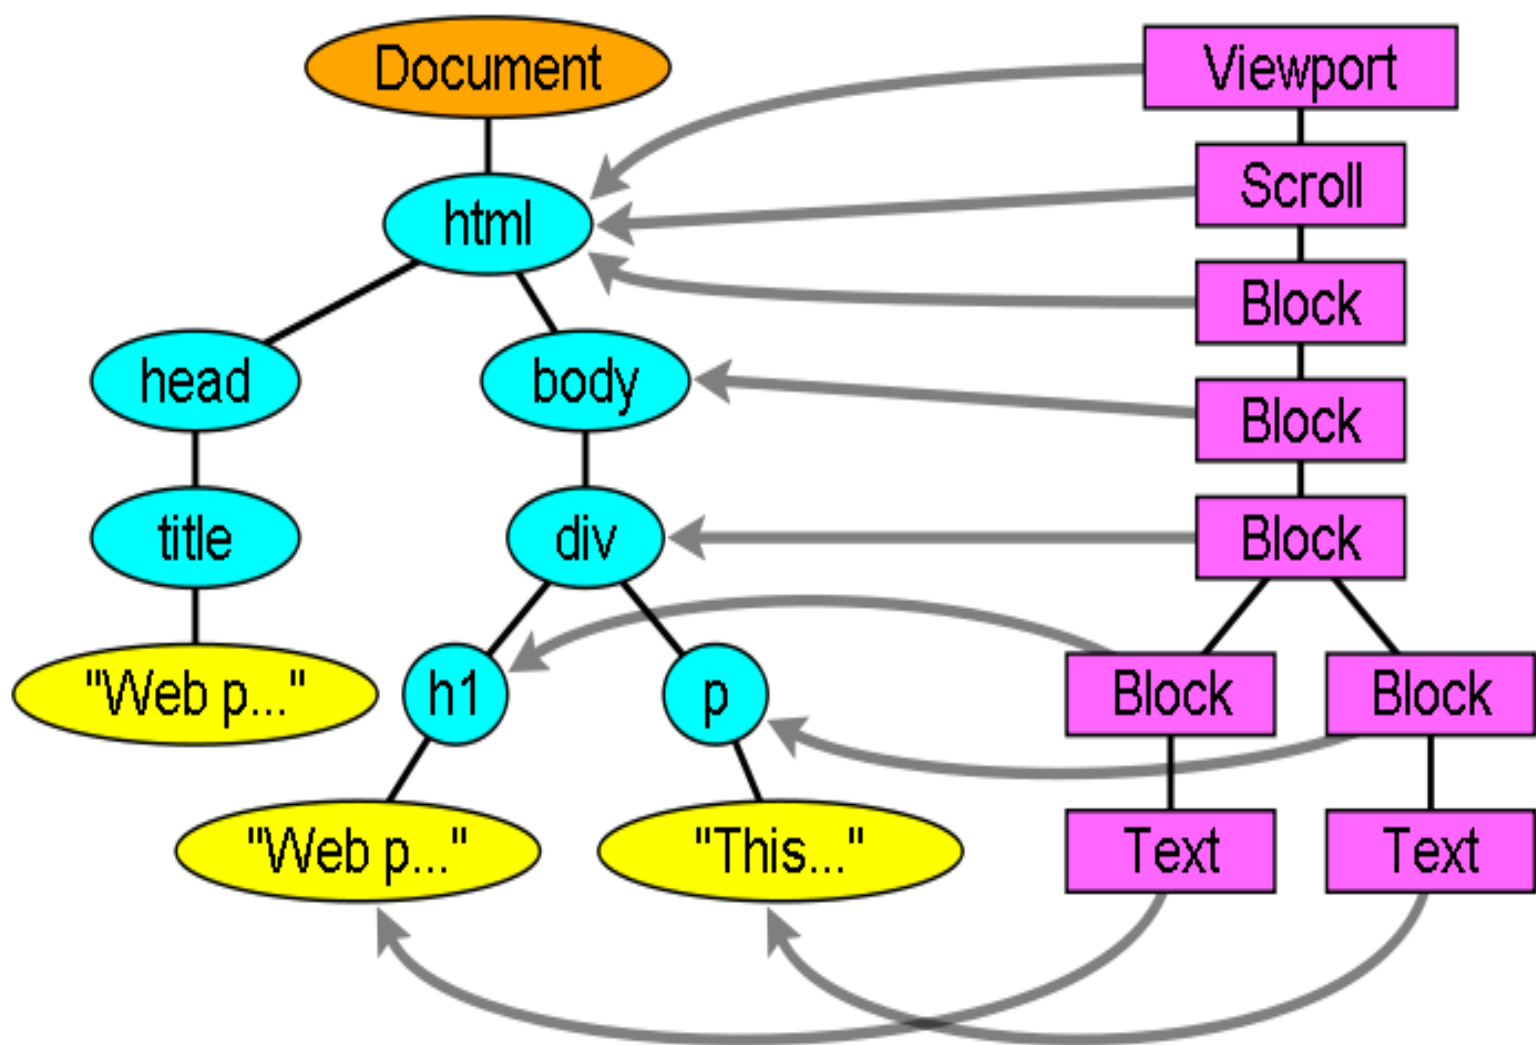 Document
Viewport
Scroll
html
Block
head
body
Block
title
div
Block
"Web p..."
h1
p
Block
Block
"Web p..."
"This..."
Text
Text